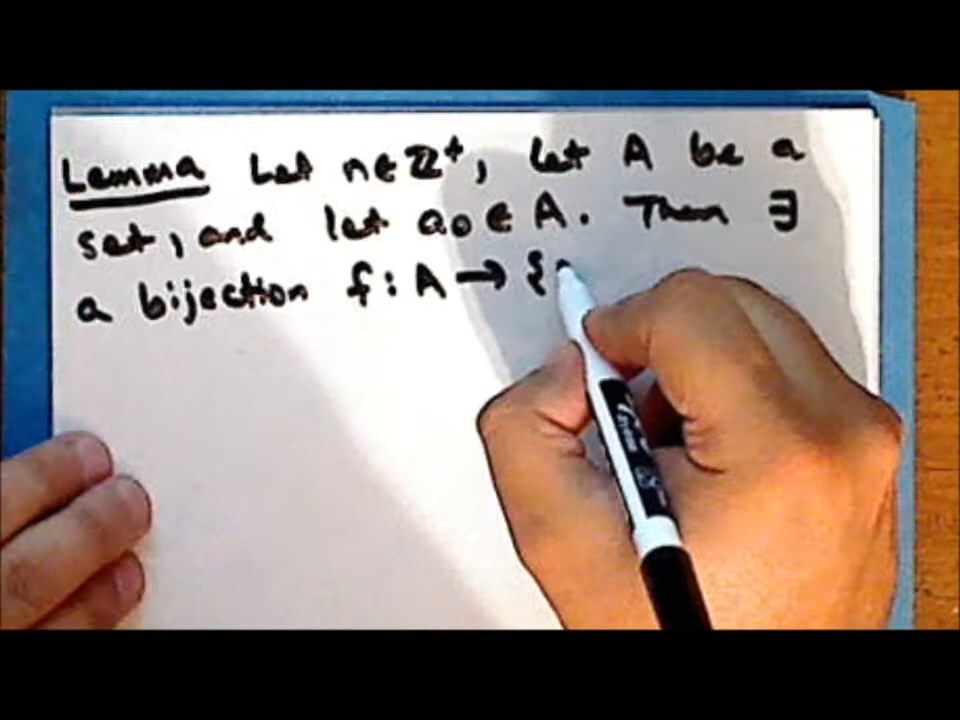 Lemma Let n ∈ ℤ⁺, let A be a
set, and let a₀ ∈ A. Then ∃
a bijection f: A → {